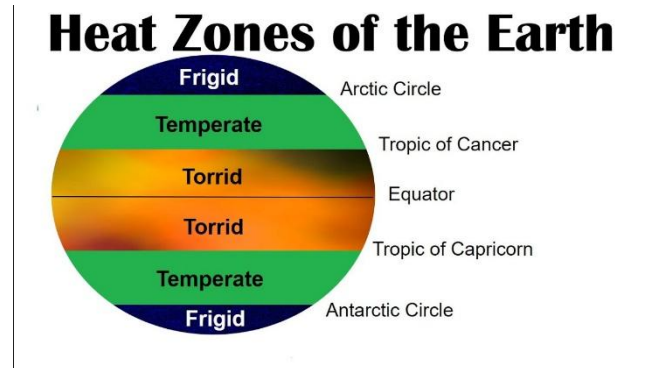 Heat Zones of the Earth
Frigid
Arctic Circle
Temperate
Tropic of Cancer
Torrid
Equator
Torrid
Tropic of Capricorn
Temperate
Antarctic Circle
Frigid